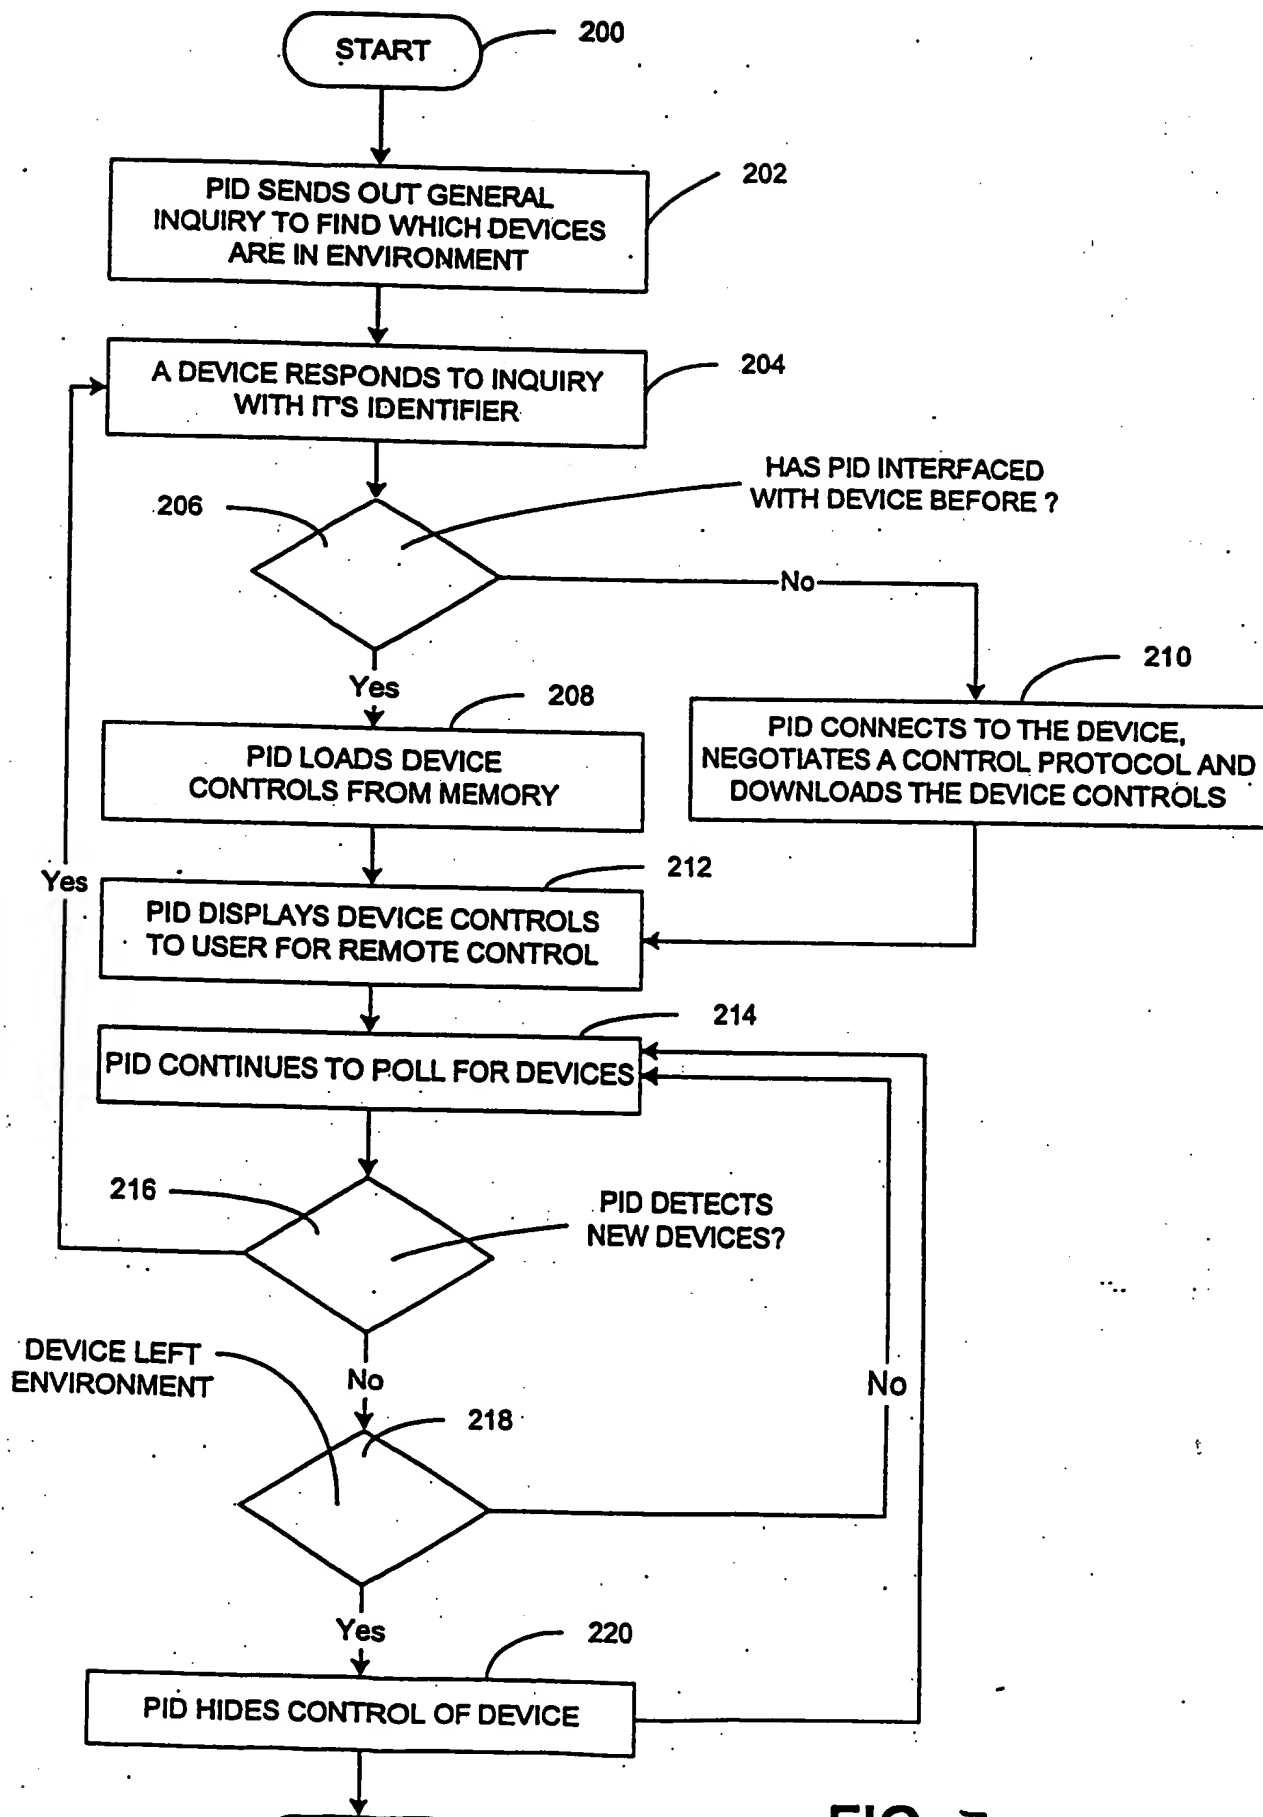 START
200
PID SENDS OUT GENERAL
INQUIRY TO FIND WHICH DEVICES
ARE IN ENVIRONMENT
202
A DEVICE RESPONDS TO INQUIRY
WITH IT'S IDENTIFIER
204
HAS PID INTERFACED
WITH DEVICE BEFORE ?
206
No
Yes
208
210
PID LOADS DEVICE
CONTROLS FROM MEMORY
PID CONNECTS TO THE DEVICE,
NEGOTIATES A CONTROL PROTOCOL AND
DOWNLOADS THE DEVICE CONTROLS
Yes
212
PID DISPLAYS DEVICE CONTROLS
TO USER FOR REMOTE CONTROL
214
PID CONTINUES TO POLL FOR DEVICES
216
PID DETECTS
NEW DEVICES?
DEVICE LEFT
ENVIRONMENT
No
No
218
Yes
220
PID HIDES CONTROL OF DEVICE